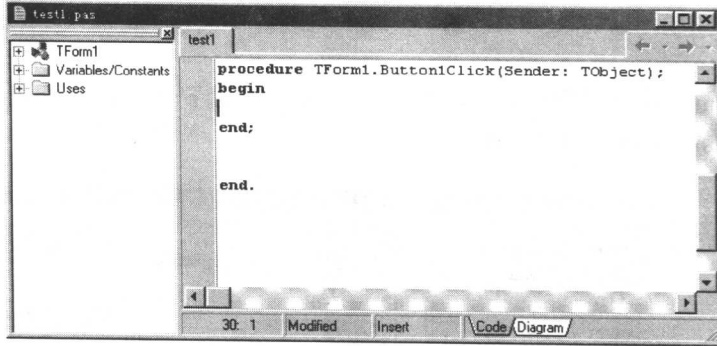 test1.pas
TForm1
Variables/Constants
Uses
test1
procedure TForm1.Button1Click(Sender: TObject);
begin
end;
end.
30: 1 Modified Insert Code Diagram